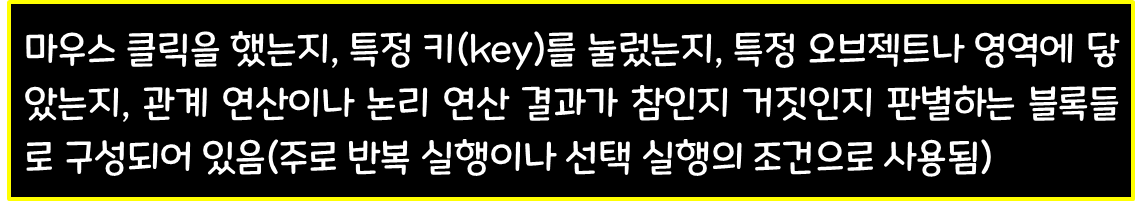 마우스 클릭을 했는지, 특정 키(key)를 눌렀는지, 특정 오브젝트나 영역에 닿
았는지, 관계 연산이나 논리 연산 결과가 참인지 거짓인지 판별하는 블록들
로 구성되어 있음(주로 반복 실행이나 선택 실행의 조건으로 사용됨)